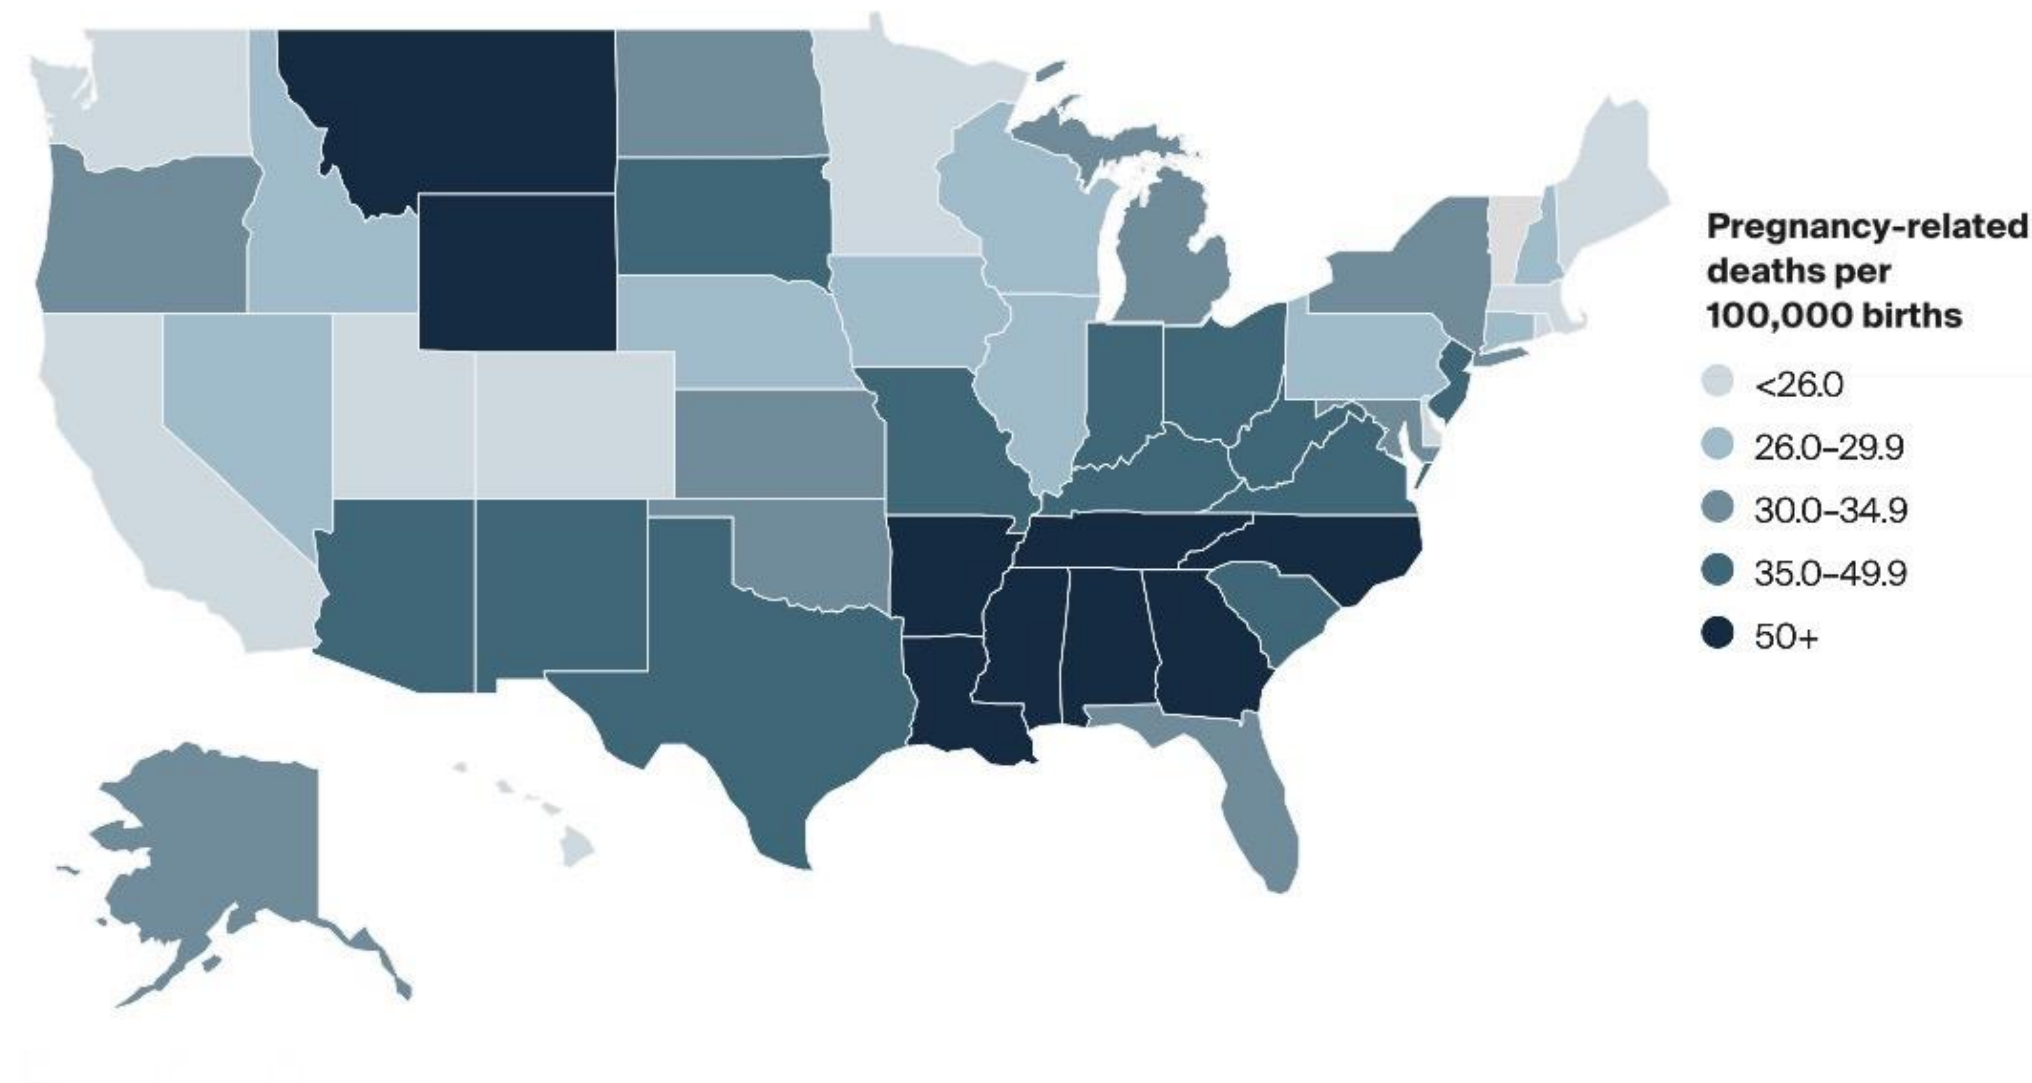 Pregnancy-related
deaths per
100,000 births
<26.0
26.0–29.9
30.0–34.9
35.0–49.9
50+